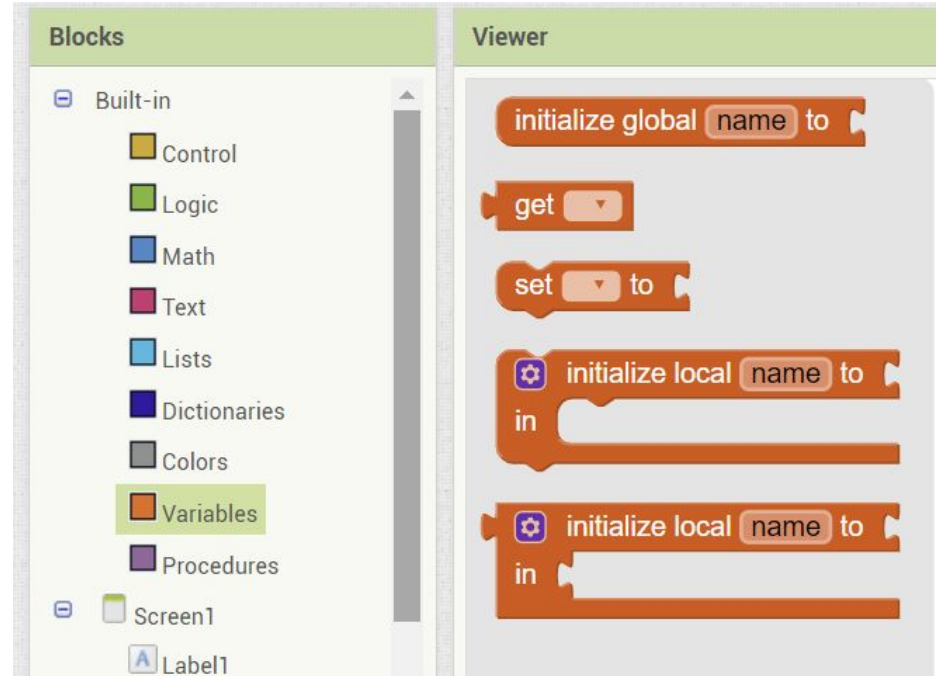 Blocks
Built-in
Control
Logic
Math
Text
Lists
Dictionaries
Colors
Variables
Procedures
Screen1
A Label1
Viewer
initialize global name to
get
set to
initialize local name to
in
initialize local name to
in